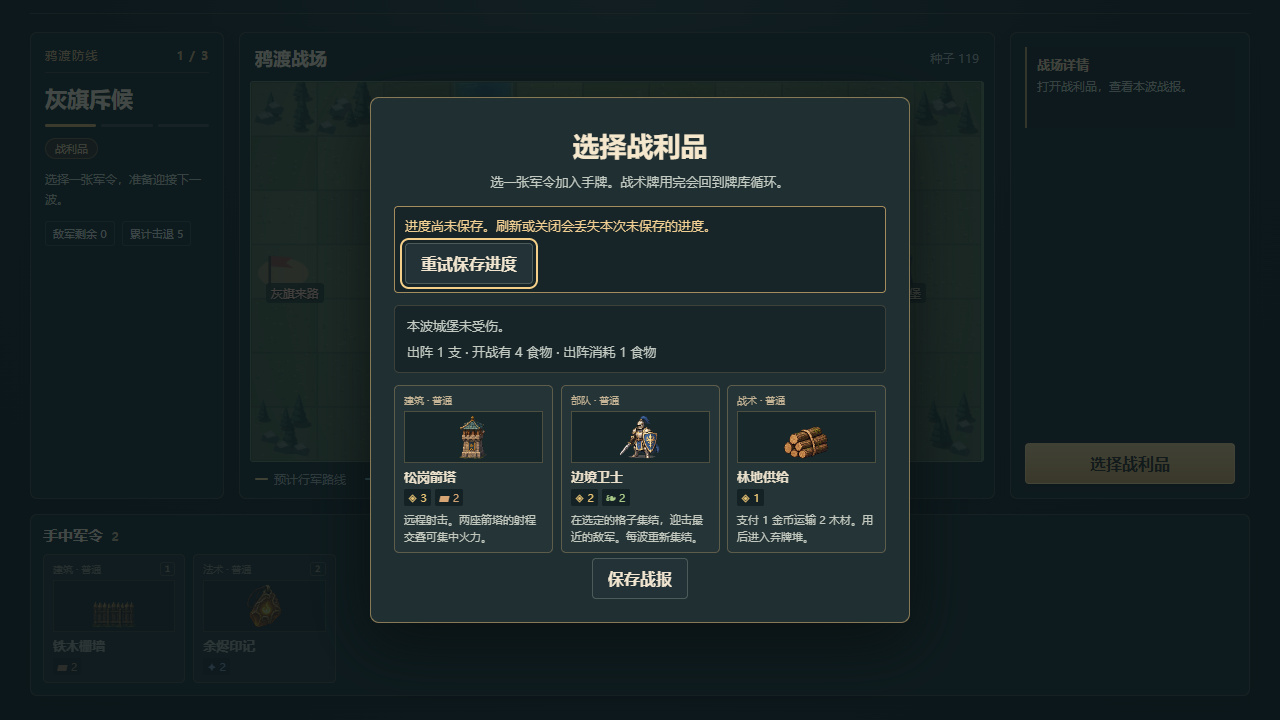 鸦渡防线
1 / 3
灰旗斥候
战利品
选择一张军令，准备迎接下一波。
敌军剩余 0
累计击退 5
鸦渡战场
种子 119
灰旗来路
堡
预计行军路线
战场详情
打开战利品，查看本波战报。
选择战利品
选择战利品
选一张军令加入手牌。战术牌用完会回到牌库循环。
进度尚未保存。刷新或关闭会丢失本次未保存的进度。
重试保存进度
本波城堡未受伤。
出阵 1 支 · 开战有 4 食物 · 出阵消耗 1 食物
建筑 · 普通
松岗箭塔
3
2
远程射击。两座箭塔的射程
交叠可集中火力。
部队 · 普通
边境卫士
2
2
在选定的格子集结，迎击最
近的敌军。每波重新集结。
战术 · 普通
林地供给
1
支付 1 金币运输 2 木材。用
后进入弃牌堆。
保存战报
手中军令 2
建筑 · 普通
1
铁木栅墙
2
法术 · 普通
2
余烬印记
2